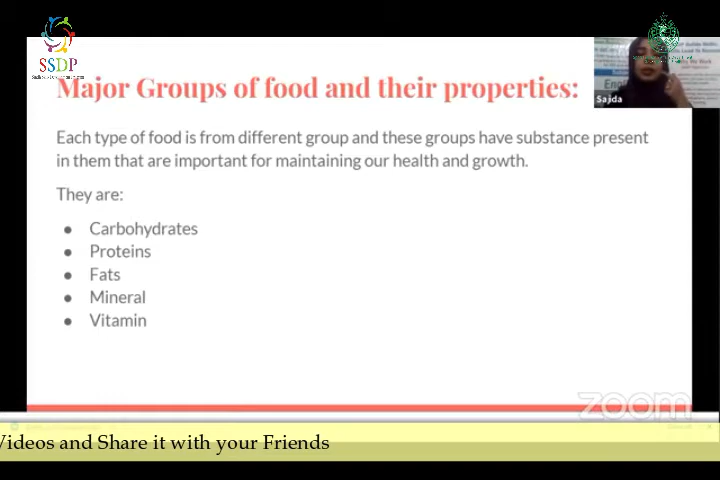 SSDP
Major Groups of food and their properties:
Sajda
Each type of food is from different group and these groups have substance present
in them that are important for maintaining our health and growth.
They are:
● Carbohydrates
● Proteins
● Fats
● Mineral
● Vitamin
zoom
Videos and Share it with your Friends